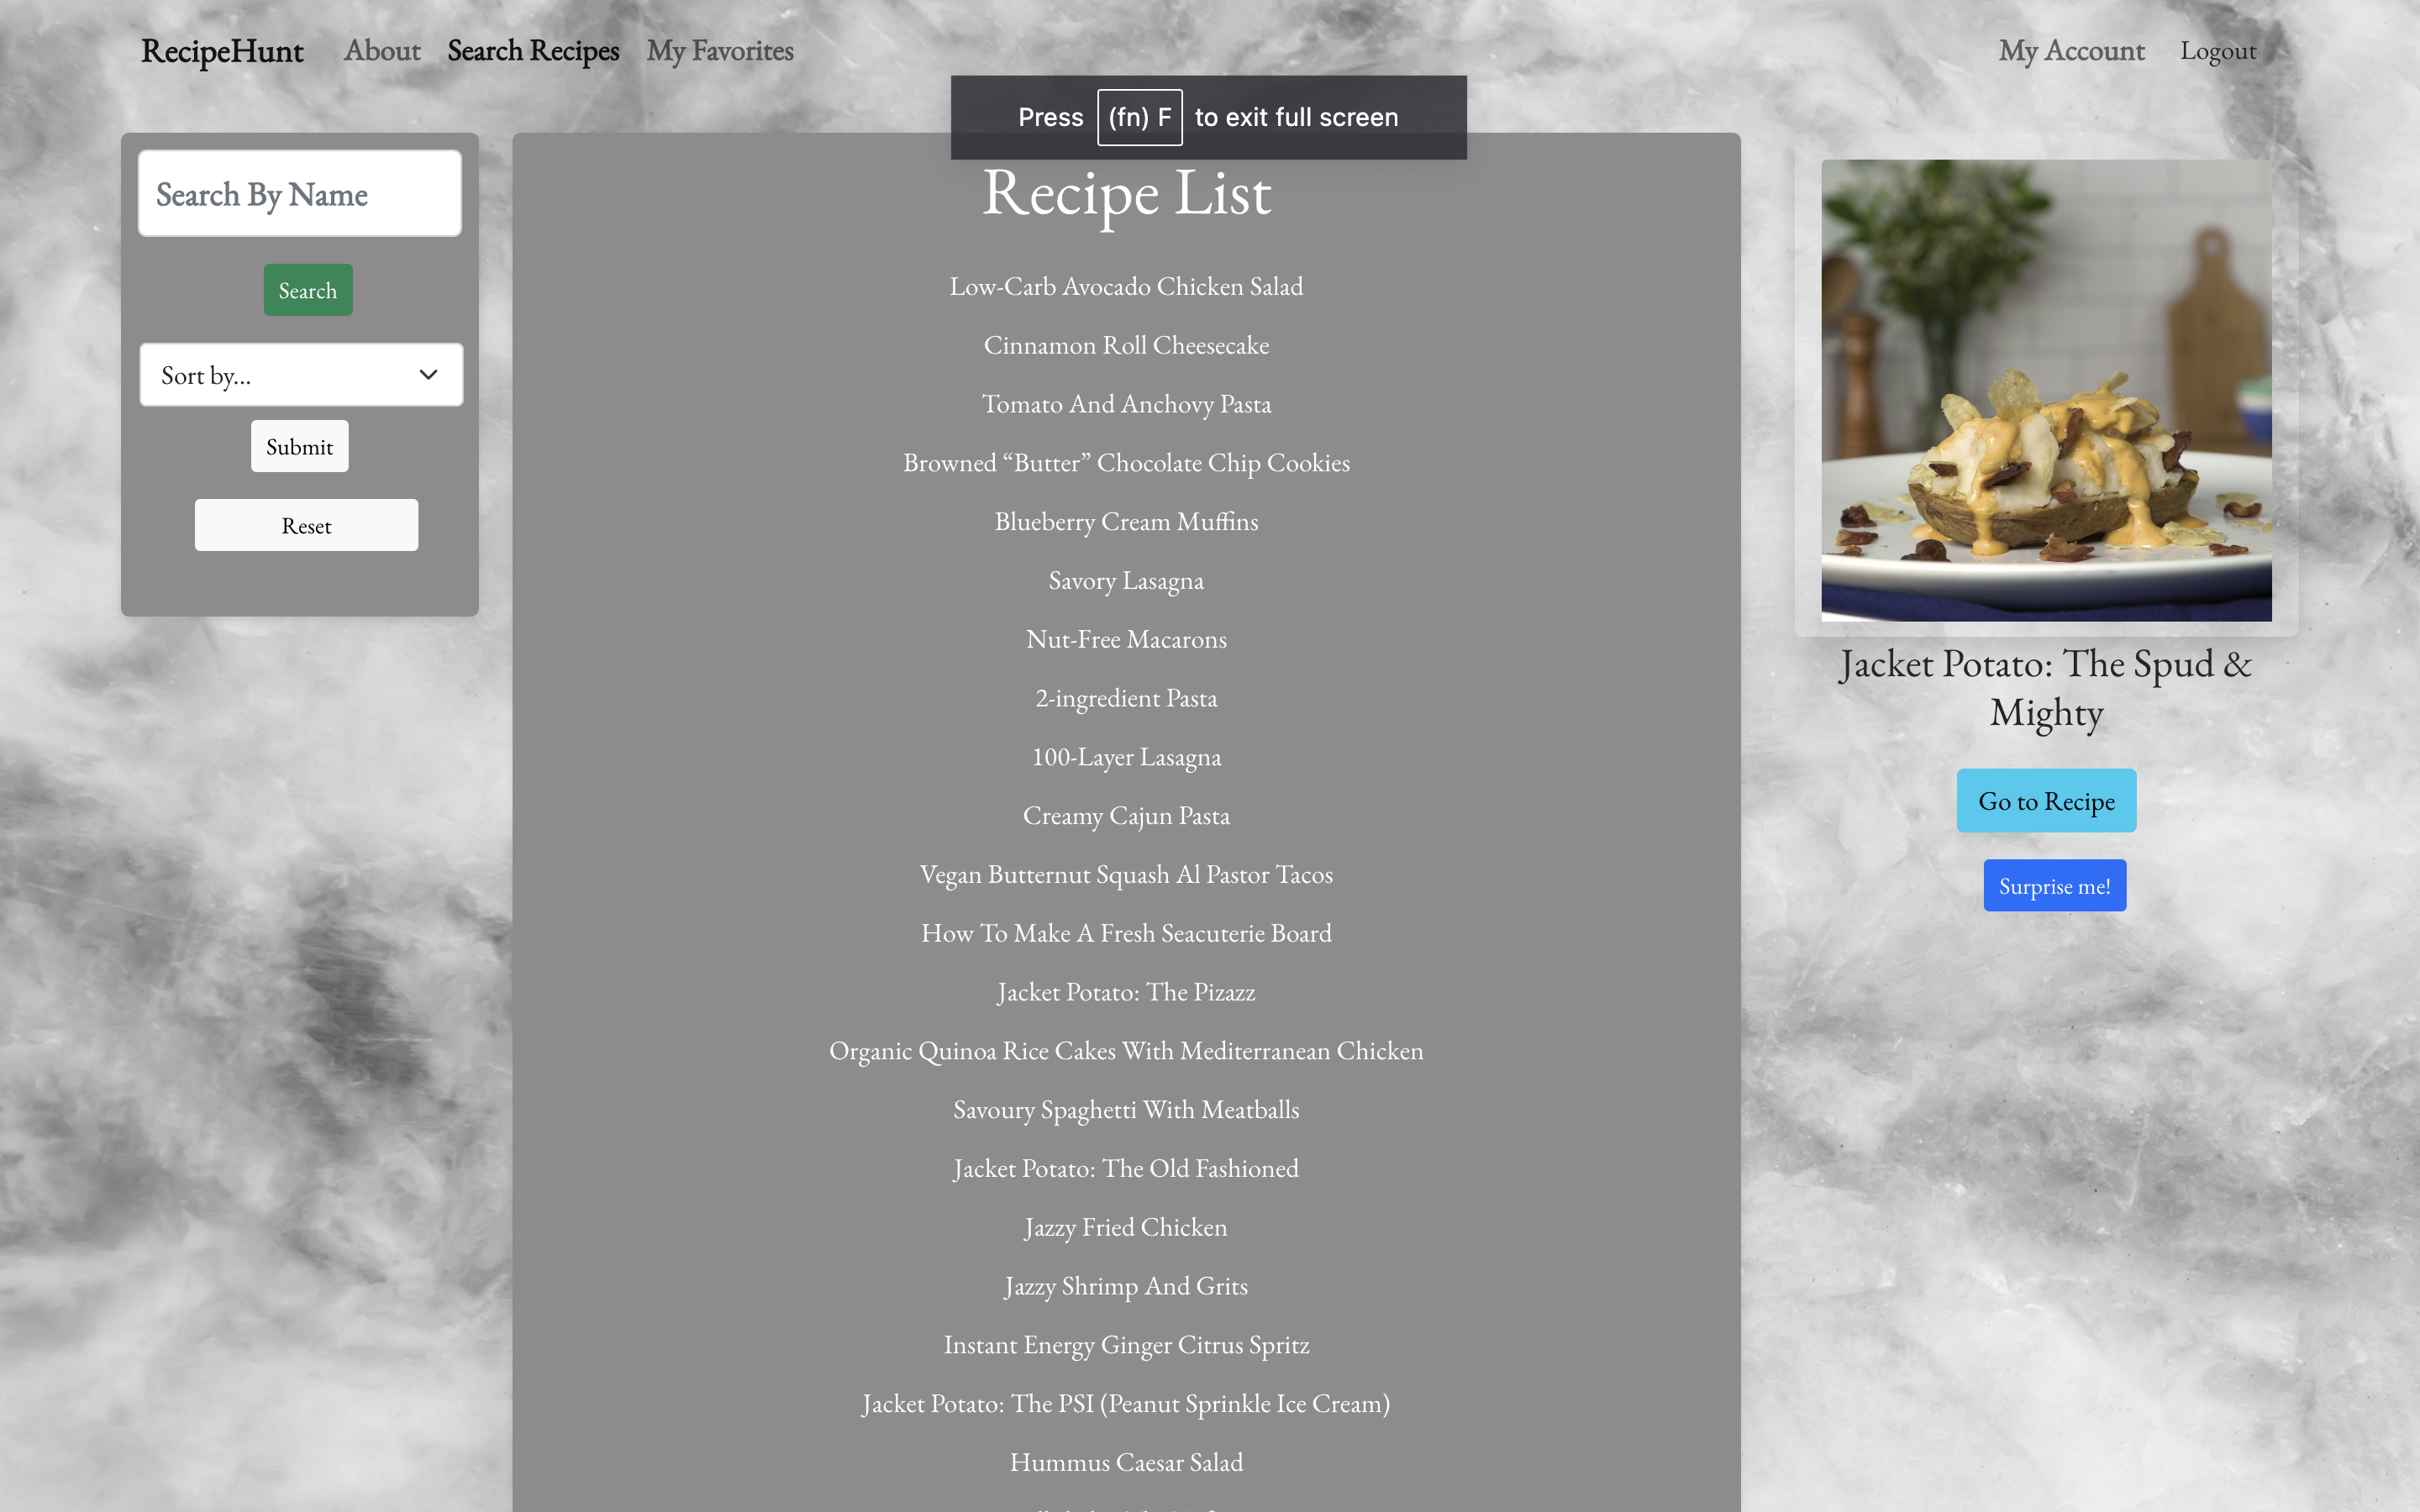 RecipeHunt About Search Recipes My Favorites My Account Logout
Press (fn) F to exit full screen
Search By Name
Search
Sort by...
Submit
Reset
Recipe List
Low-Carb Avocado Chicken Salad
Cinnamon Roll Cheesecake
Tomato And Anchovy Pasta
Browned “Butter” Chocolate Chip Cookies
Blueberry Cream Muffins
Savory Lasagna
Nut-Free Macarons
2-ingredient Pasta
100-Layer Lasagna
Creamy Cajun Pasta
Vegan Butternut Squash Al Pastor Tacos
How To Make A Fresh Seacuterie Board
Jacket Potato: The Pizazz
Organic Quinoa Rice Cakes With Mediterranean Chicken
Savoury Spaghetti With Meatballs
Jacket Potato: The Old Fashioned
Jazzy Fried Chicken
Jazzy Shrimp And Grits
Instant Energy Ginger Citrus Spritz
Jacket Potato: The PSI (Peanut Sprinkle Ice Cream)
Hummus Caesar Salad
Jacket Potato: The Spud &
Mighty
Go to Recipe
Surprise me!